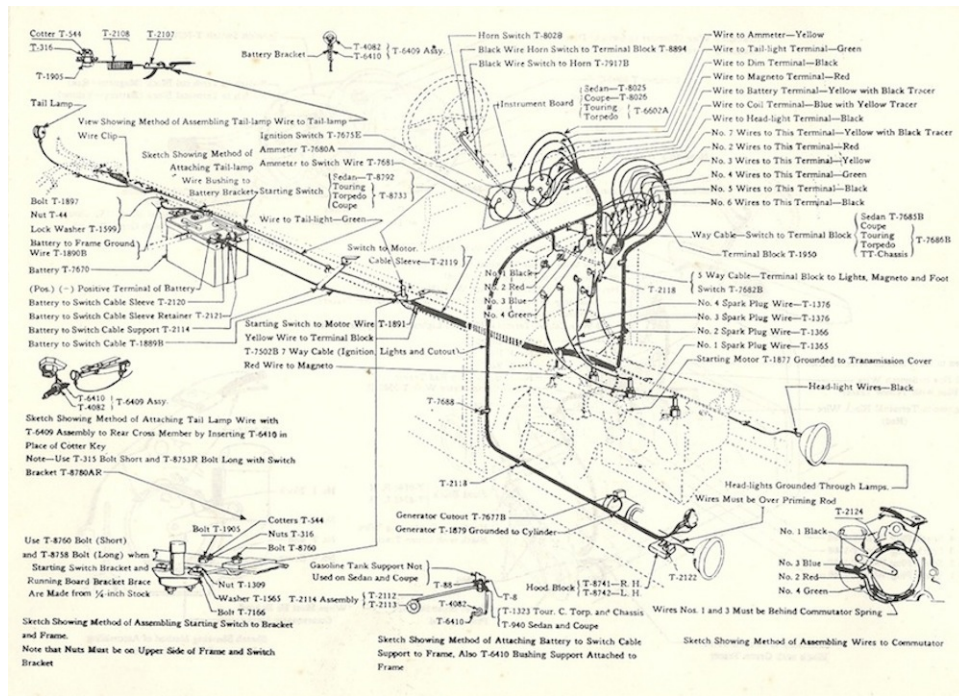 Cotter T-544
T-2108
T-2107
T-316
T-1905
Battery Bracket
T-4082
T-6410
T-6409 Assy.
Horn Switch T-8028
Black Wire Horn Switch to Terminal Block T-8894
Black Wire Switch to Horn T-7917B
Instrument Board
Sedan—T-8025
Coupe—T-8026
Touring
Torpedo
T-6602A
Wire to Ammeter—Yellow
Wire to Tail-light Terminal—Green
Wire to Dim Terminal—Black
Wire to Magneto Terminal—Red
Wire to Battery Terminal—Yellow with Black Tracer
Wire to Coil Terminal—Blue with Yellow Tracer
Wire to Head-light Terminal—Black
No. 7 Wires to This Terminal—Yellow with Black Tracer
No. 2 Wires to This Terminal—Red
No. 3 Wires to This Terminal—Yellow
No. 4 Wires to This Terminal—Green
No. 5 Wires to This Terminal—Black
No. 6 Wires to This Terminal—Black
Tail Lamp
View Showing Method of Assembling Tail-lamp Wire to Tail-lamp
Wire Clip
Ignition Switch T-7675E
Ammeter T-7680A
Ammeter to Switch Wire T-7681
Sketch Showing Method of
Attaching Tail-lamp
Wire Bushing to
Battery Bracket
Starting Switch
Sedan—T-8792
Touring
Torpedo
Coupe
T-8733
Bolt T-1897
Nut T-44
Lock Washer T-1599
Battery to Frame Ground
Wire T-1890B
Battery T-7670
(Pos.) (-) Positive Terminal of Battery
Battery to Switch Cable Sleeve T-2120
Battery to Switch Cable Sleeve Retainer T-2121
Battery to Switch Cable Support T-2114
Battery to Switch Cable T-1889B
Wire to Tail-light—Green
Switch to Motor
Cable Sleeve—T-2119
Way Cable—Switch to Terminal Block
Sedan T-7685B
Coupe
Touring
Torpedo
TT-Chassis
T-7686B
Terminal Block T-1950
No. 1 Black
No. 2 Red
No. 3 Blue
No. 4 Green
T-2118
5 Way Cable—Terminal Block to Lights, Magneto and Foot
Switch T-7682B
No. 4 Spark Plug Wire—T-1376
No. 3 Spark Plug Wire—T-1376
No. 2 Spark Plug Wire—T-1366
No. 1 Spark Plug Wire—T-1365
Starting Motor T-1877 Grounded to Transmission Cover
Starting Switch to Motor Wire T-1891
Yellow Wire to Terminal Block
T-7502B 7 Way Cable (Ignition, Lights and Cutout)
Red Wire to Magneto
T-7688
T-2118
Head-light Wires—Black
T-6410
T-4082
T-6409 Assy.
Sketch Showing Method of Attaching Tail Lamp Wire with
T-6409 Assembly to Rear Cross Member by Inserting T-6410 in
Place of Cotter Key
Note—Use T-315 Bolt Short and T-8753R Bolt Long with Switch
Bracket T-8780AR
Head-lights Grounded Through Lamps.
Wires Must be Over Priming Rod
Generator Cutout T-7677B
Generator T-1879 Grounded to Cylinder
T-2122
Hood Block
T-8741—R. H.
T-8742—L. H.
Bolt T-1905
Cotters T-544
Nuts T-316
Bolt T-8760
Use T-8760 Bolt (Short)
and T-8758 Bolt (Long) when
Starting Switch Bracket and
Running Board Bracket Brace
Are Made from ¼-inch Stock
Nut T-1309
Washer T-1565
Bolt T-7166
Sketch Showing Method of Assembling Starting Switch to Bracket
and Frame.
Note that Nuts Must be on Upper Side of Frame and Switch
Bracket
Gasoline Tank Support Not
Used on Sedan and Coupe
T-88
T-2114 Assembly
T-2112
T-2113
T-4082
T-6410
T-8
T-1323 Tour. C. Torp. and Chassis
T-940 Sedan and Coupe
Sketch Showing Method of Attaching Battery to Switch Cable
Support to Frame, Also T-6410 Bushing Support Attached to
Frame
T-2124
No. 1 Black
No. 3 Blue
No. 2 Red
No. 4 Green
Wires Nos. 1 and 3 Must be Behind Commutator Spring
Sketch Showing Method of Assembling Wires to Commutator